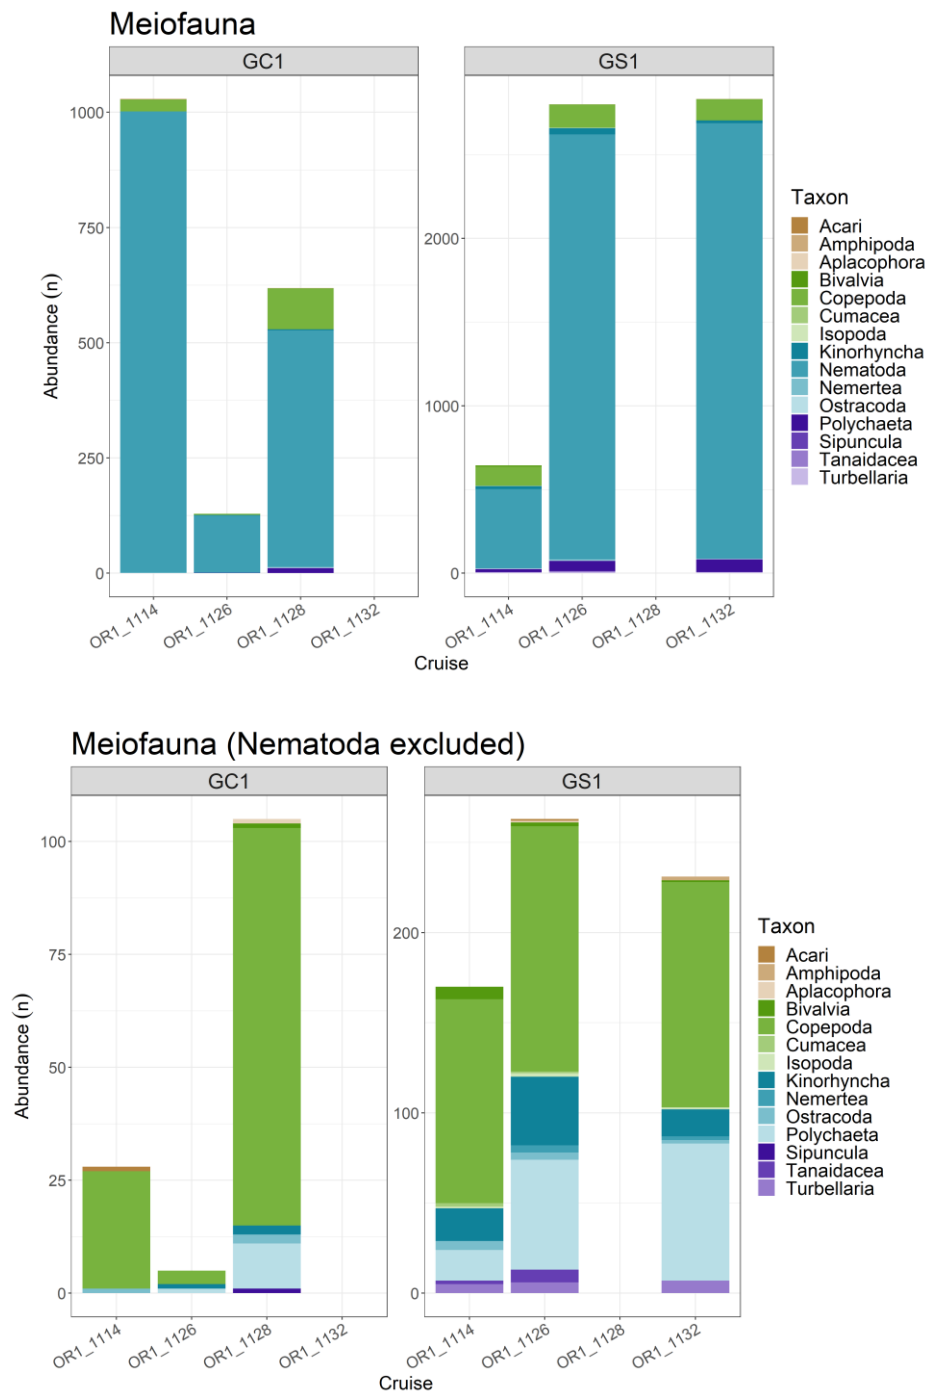 Meiofauna
GC1
GS1
Abundance (n)
1000
750
500
250
0
2000
1000
0
OR1_1114
OR1_1126
OR1_1128
OR1_1132
OR1_1114
OR1_1126
OR1_1128
OR1_1132
Cruise
Taxon
Acari
Amphipoda
Aplacophora
Bivalvia
Copepoda
Cumacea
Isopoda
Kinorhyncha
Nematoda
Nemertea
Ostracoda
Polychaeta
Sipuncula
Tanaidacea
Turbellaria
Meiofauna (Nematoda excluded)
GC1
GS1
Abundance (n)
100
75
50
25
0
200
100
0
OR1_1114
OR1_1126
OR1_1128
OR1_1132
OR1_1114
OR1_1126
OR1_1128
OR1_1132
Cruise
Taxon
Acari
Amphipoda
Aplacophora
Bivalvia
Copepoda
Cumacea
Isopoda
Kinorhyncha
Nemertea
Ostracoda
Polychaeta
Sipuncula
Tanaidacea
Turbellaria